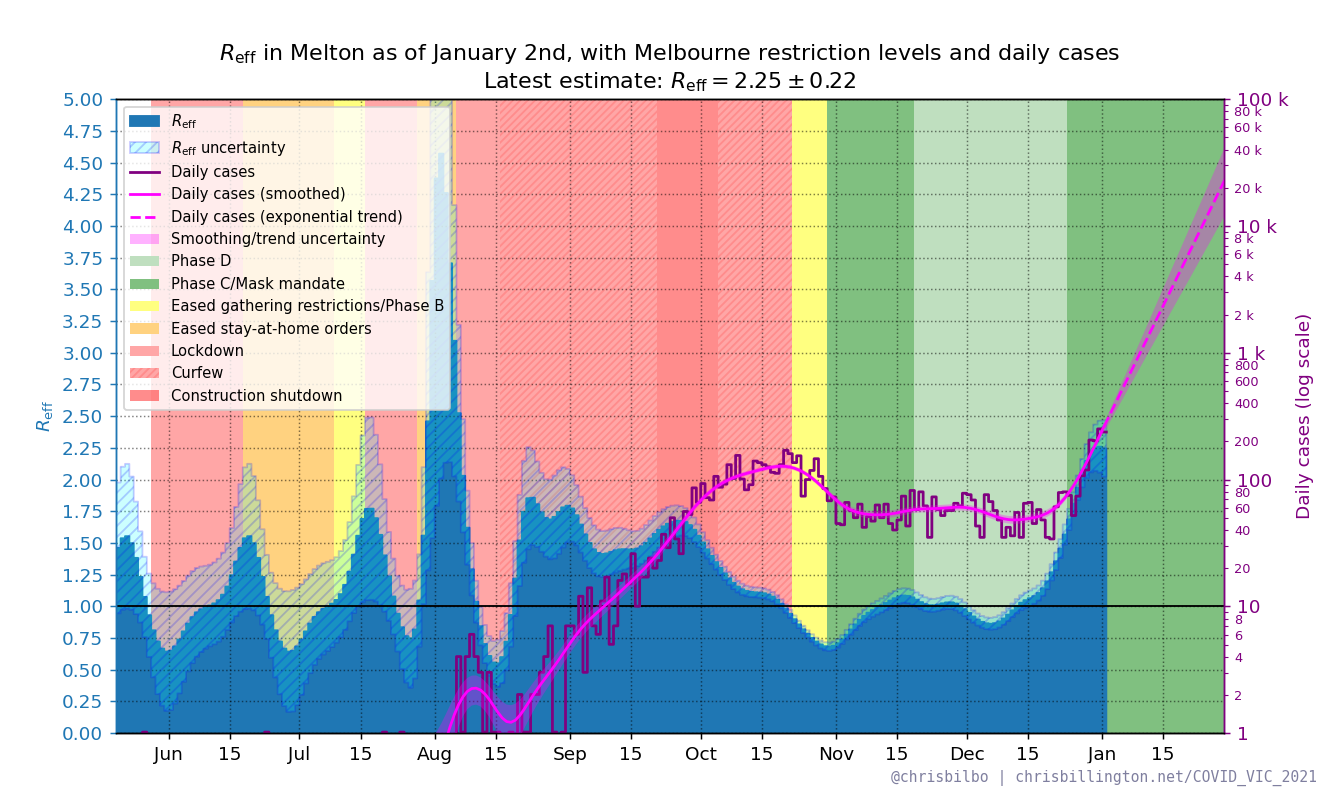 Reff in Melton as of January 2nd, with Melbourne restriction levels and daily cases
Latest estimate: Reff = 2.25 ± 0.22
5.00
4.75
4.50
4.25
4.00
3.75
3.50
3.25
3.00
2.75
2.50
2.25
2.00
1.75
1.50
1.25
1.00
0.75
0.50
0.25
0.00
Reff
Reff
Reff uncertainty
Daily cases
Daily cases (smoothed)
Daily cases (exponential trend)
Smoothing/trend uncertainty
Phase D
Phase C/Mask mandate
Eased gathering restrictions/Phase B
Eased stay-at-home orders
Lockdown
Curfew
Construction shutdown
100 k
80 k
60 k
40 k
20 k
10 k
8 k
6 k
4 k
2 k
1 k
800
600
400
200
100
80
60
40
20
10
8
6
4
2
1
Daily cases (log scale)
Jun 15 Jul 15 Aug 15 Sep 15 Oct 15 Nov 15 Dec 15 Jan 15
@chrisbilbo | chrisbillington.net/COVID_VIC_2021